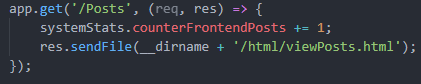 app.get('/Posts', (req, res) => {
    systemStats.counterFrontendPosts += 1;
    res.sendFile(__dirname + '/html/viewPosts.html');
});